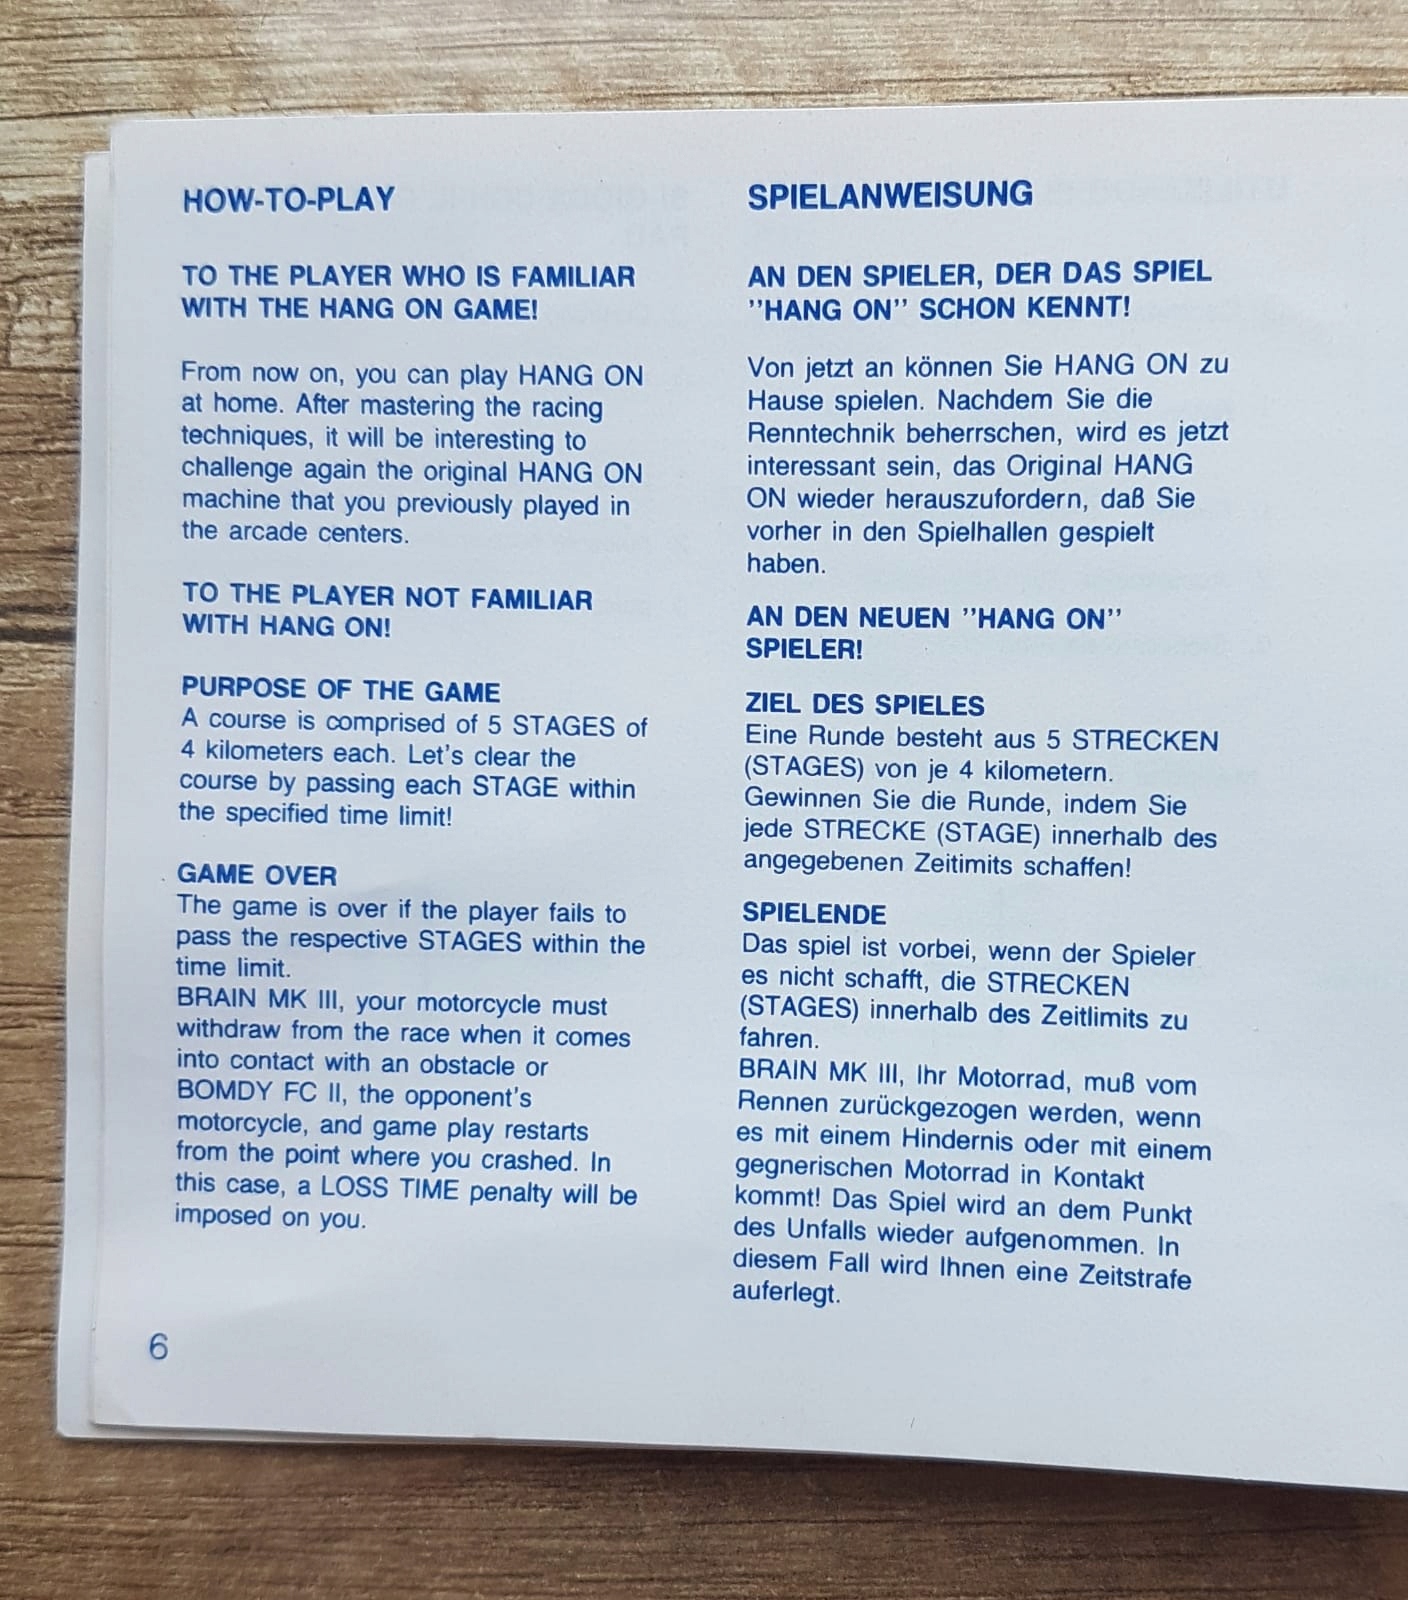 HOW-TO-PLAY
TO THE PLAYER WHO IS FAMILIAR
WITH THE HANG ON GAME!
From now on, you can play HANG ON
at home. After mastering the racing
techniques, it will be interesting to
challenge again the original HANG ON
machine that you previously played in
the arcade centers.
TO THE PLAYER NOT FAMILIAR
WITH HANG ON!
PURPOSE OF THE GAME
A course is comprised of 5 STAGES of
4 kilometers each. Let's clear the
course by passing each STAGE within
the specified time limit!
GAME OVER
The game is over if the player fails to
pass the respective STAGES within the
time limit.
BRAIN MK III, your motorcycle must
withdraw from the race when it comes
into contact with an obstacle or
BOMDY FC II, the opponent's
motorcycle, and game play restarts
from the point where you crashed. In
this case, a LOSS TIME penalty will be
imposed on you.
6
SPIELANWEISUNG
AN DEN SPIELER, DER DAS SPIEL
"HANG ON" SCHON KENNT!
Von jetzt an können Sie HANG ON zu
Hause spielen. Nachdem Sie die
Renntechnik beherrschen, wird es jetzt
interessant sein, das Original HANG
ON wieder herauszufordern, daß Sie
vorher in den Spielhallen gespielt
haben.
AN DEN NEUEN "HANG ON"
SPIELER!
ZIEL DES SPIELES
Eine Runde besteht aus 5 STRECKEN
(STAGES) von je 4 kilometern.
Gewinnen Sie die Runde, indem Sie
jede STRECKE (STAGE) innerhalb des
angegebenen Zeitimits schaffen!
SPIELENDE
Das spiel ist vorbei, wenn der Spieler
es nicht schafft, die STRECKEN
(STAGES) innerhalb des Zeitlimits zu
fahren.
BRAIN MK III, Ihr Motorrad, muß vom
Rennen zurückgezogen werden, wenn
es mit einem Hindernis oder mit einem
gegnerischen Motorrad in Kontakt
kommt! Das Spiel wird an dem Punkt
des Unfalls wieder aufgenommen. In
diesem Fall wird Ihnen eine Zeitstrafe
auferlegt.